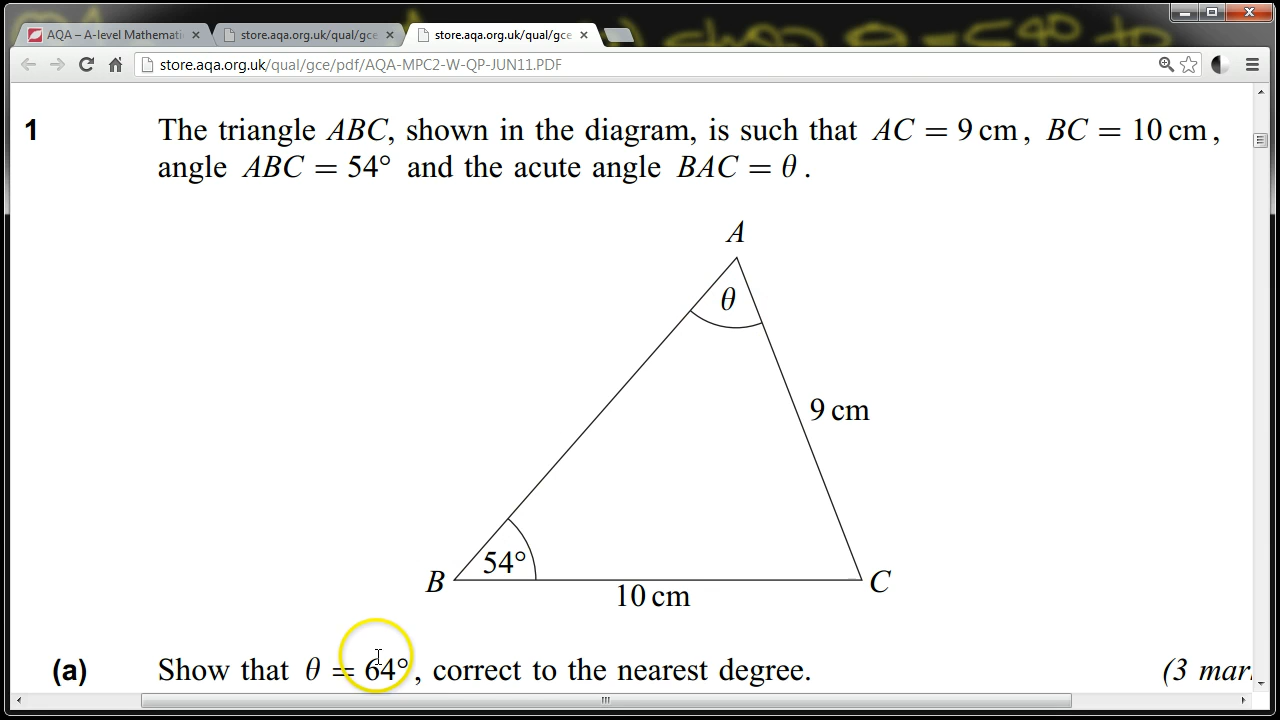 AQA – A-level Mathemati
store.aqa.org.uk/qual/gce
store.aqa.org.uk/qual/gce
store.aqa.org.uk/qual/gce/pdf/AQA-MPC2-W-QP-JUN11.PDF
1 The triangle ABC, shown in the diagram, is such that AC = 9 cm, BC = 10 cm,
angle ABC = 54° and the acute angle BAC = θ.
A
θ
9 cm
54°
B
C
10 cm
(a) Show that θ = 64°, correct to the nearest degree. (3 mar